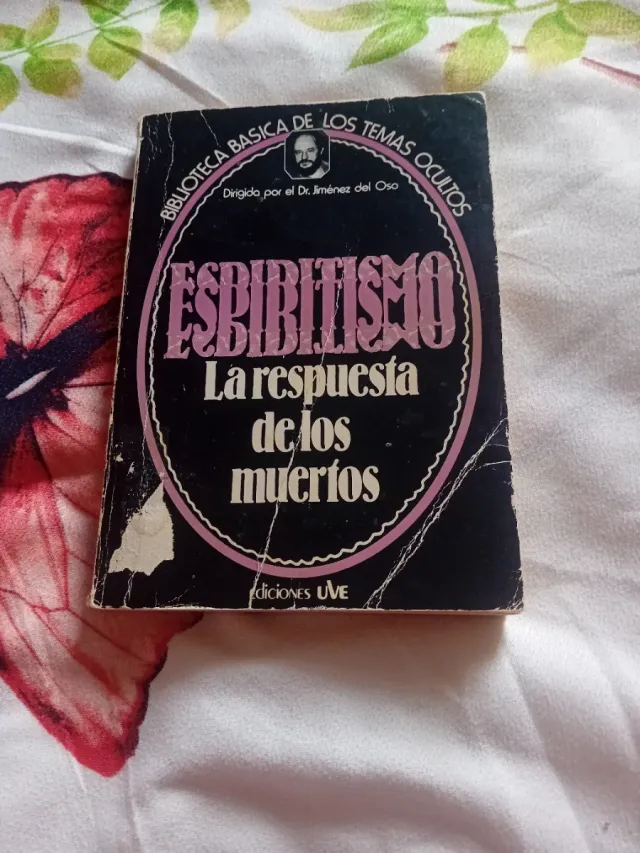 BIBLIOTECA BASICA DE LOS TEMAS OCULTOS
Dirigida por el Dr. Jiménez del Oso
ESPIRITISMO
La respuesta
de los
muertos
ediciones UVE